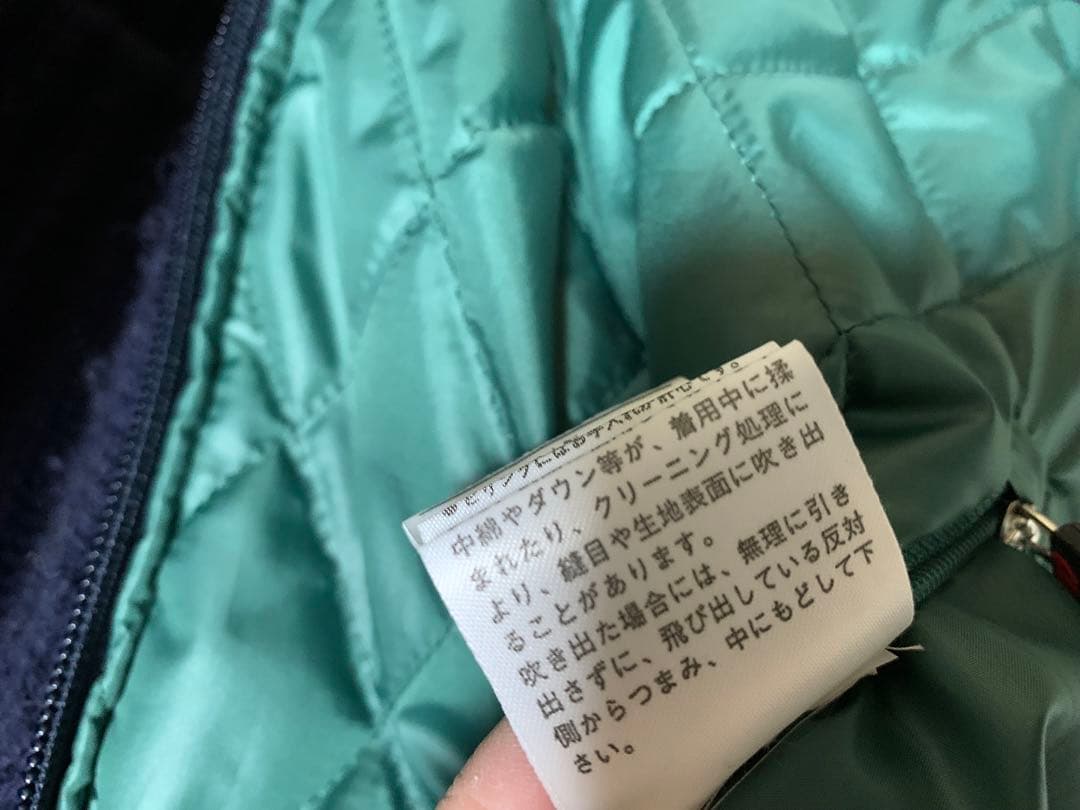 中綿やダウン等が、着用中に揉
まれたり、クリーニング処理に
より、縫目や生地表面に吹き出
ることがあります。
吹き出た場合には、無理に引き
出さずに、飛び出している反対
側からつまみ、中にもどして下
さい。